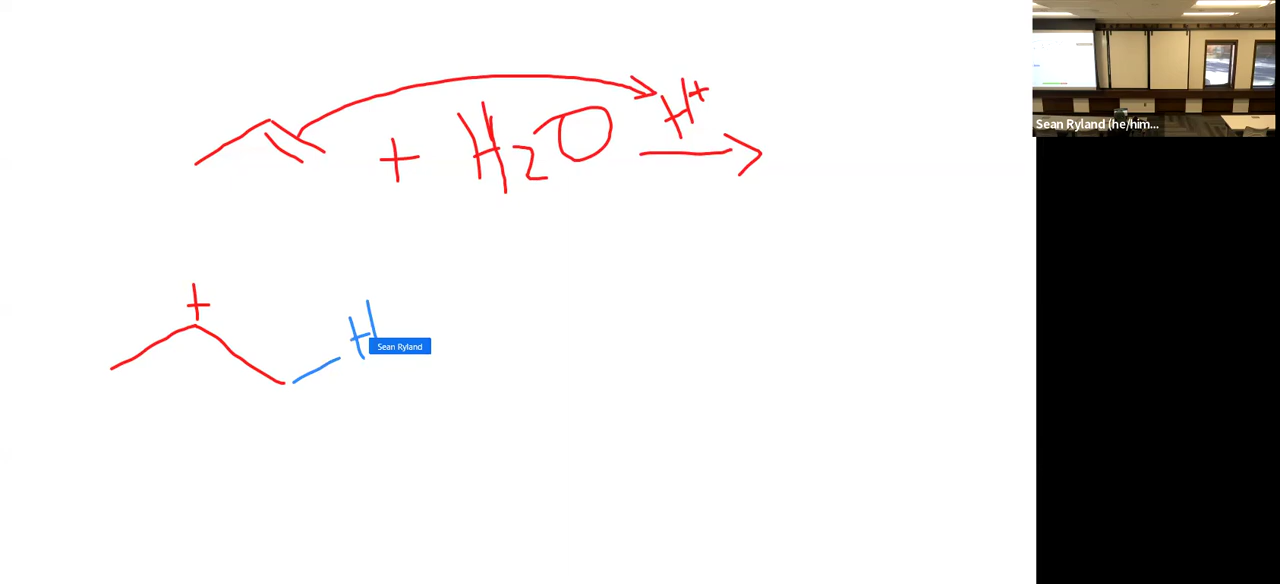 H+
+ H2O
+
H
Sean Ryland
Sean Ryland (he/him...